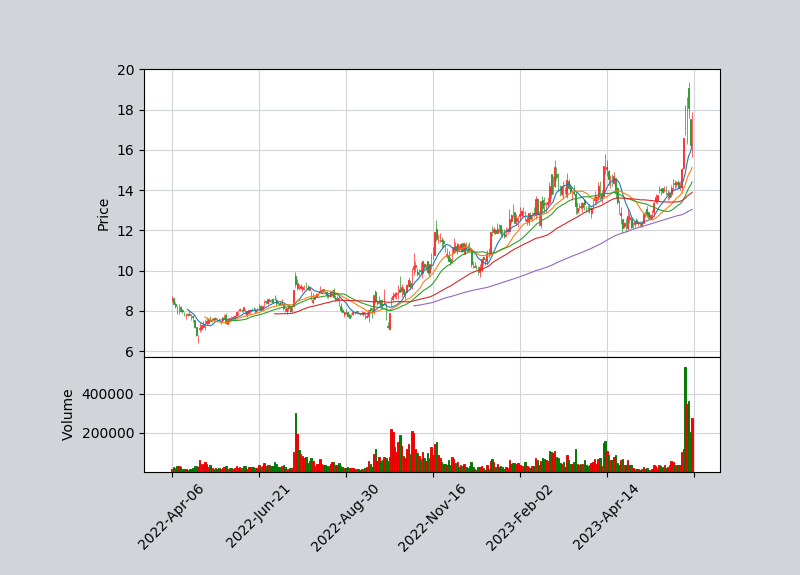 20
18
16
14
12
10
8
6
Price
400000
200000
Volume
2022-Apr-06
2022-Jun-21
2022-Aug-30
2022-Nov-16
2023-Feb-02
2023-Apr-14